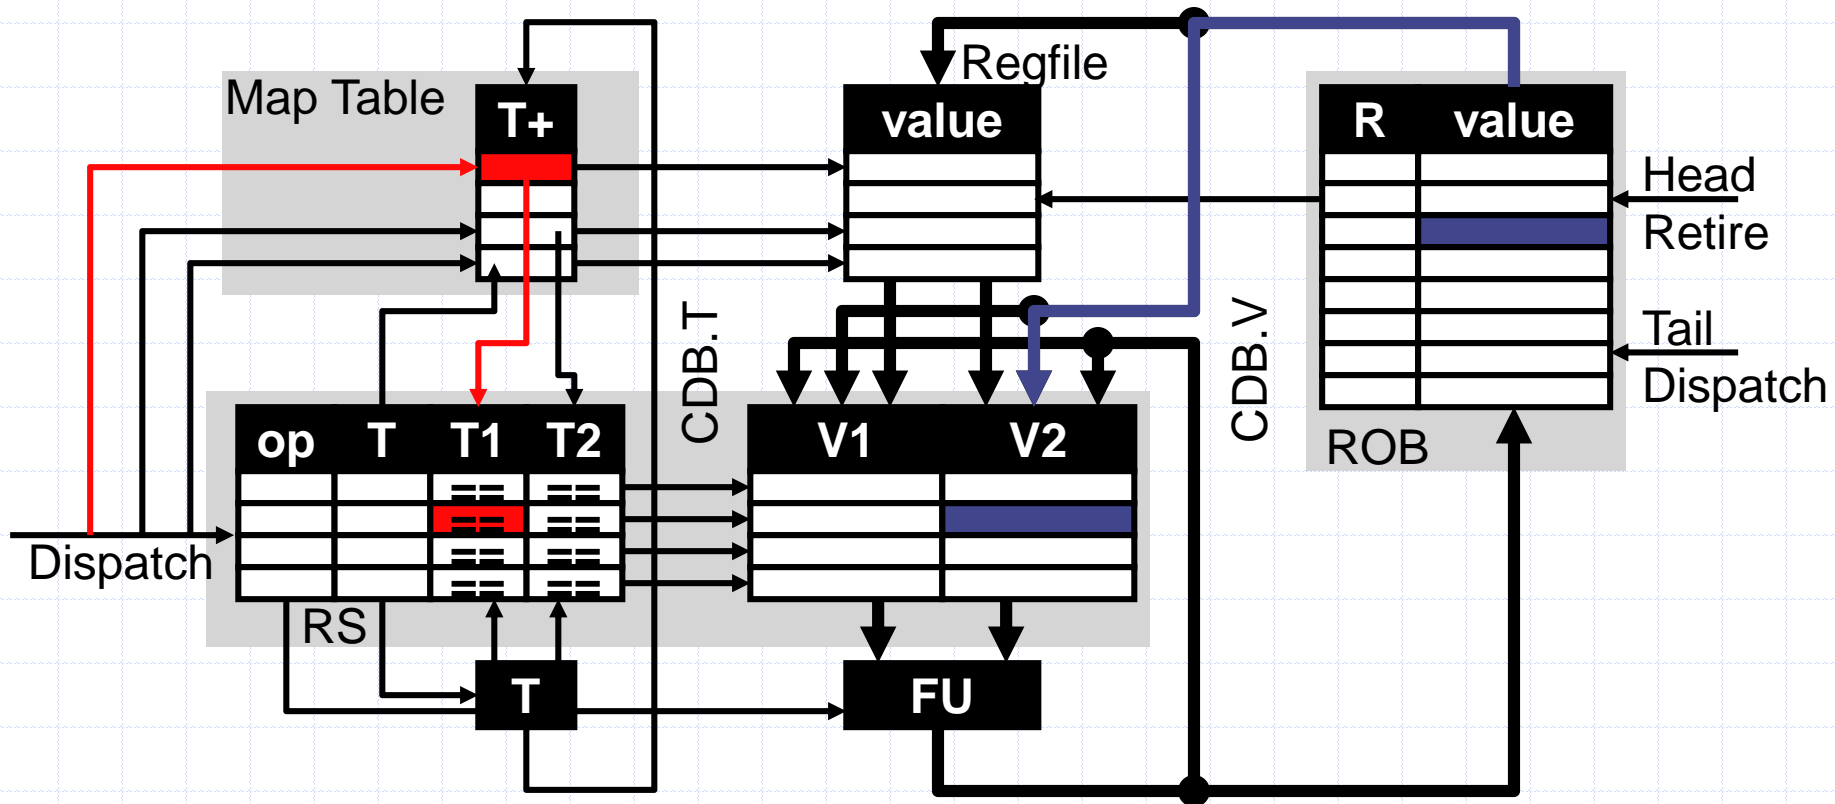 Regfile
Map Table
T+
value
R
value
Head
Retire
Tail
Dispatch
CDB.T
CDB.V
op
T
T1
T2
V1
V2
ROB
== ==
== ==
== ==
== ==
Dispatch
RS
T
FU